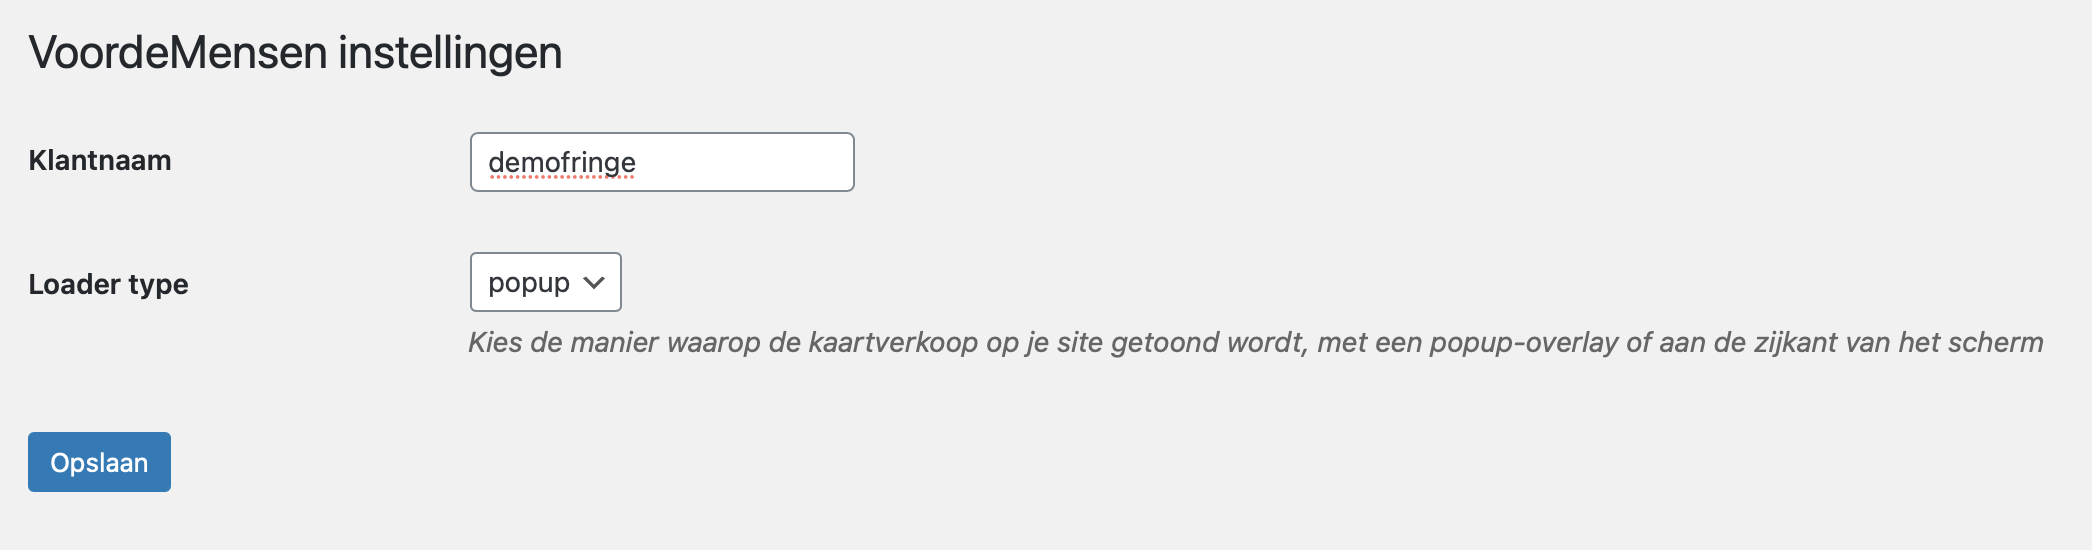 VoordeMensen instellingen
Klantnaam
demofringe
Loader type
popup
Kies de manier waarop de kaartverkoop op je site getoond wordt, met een popup-overlay of aan de zijkant van het scherm
Opslaan